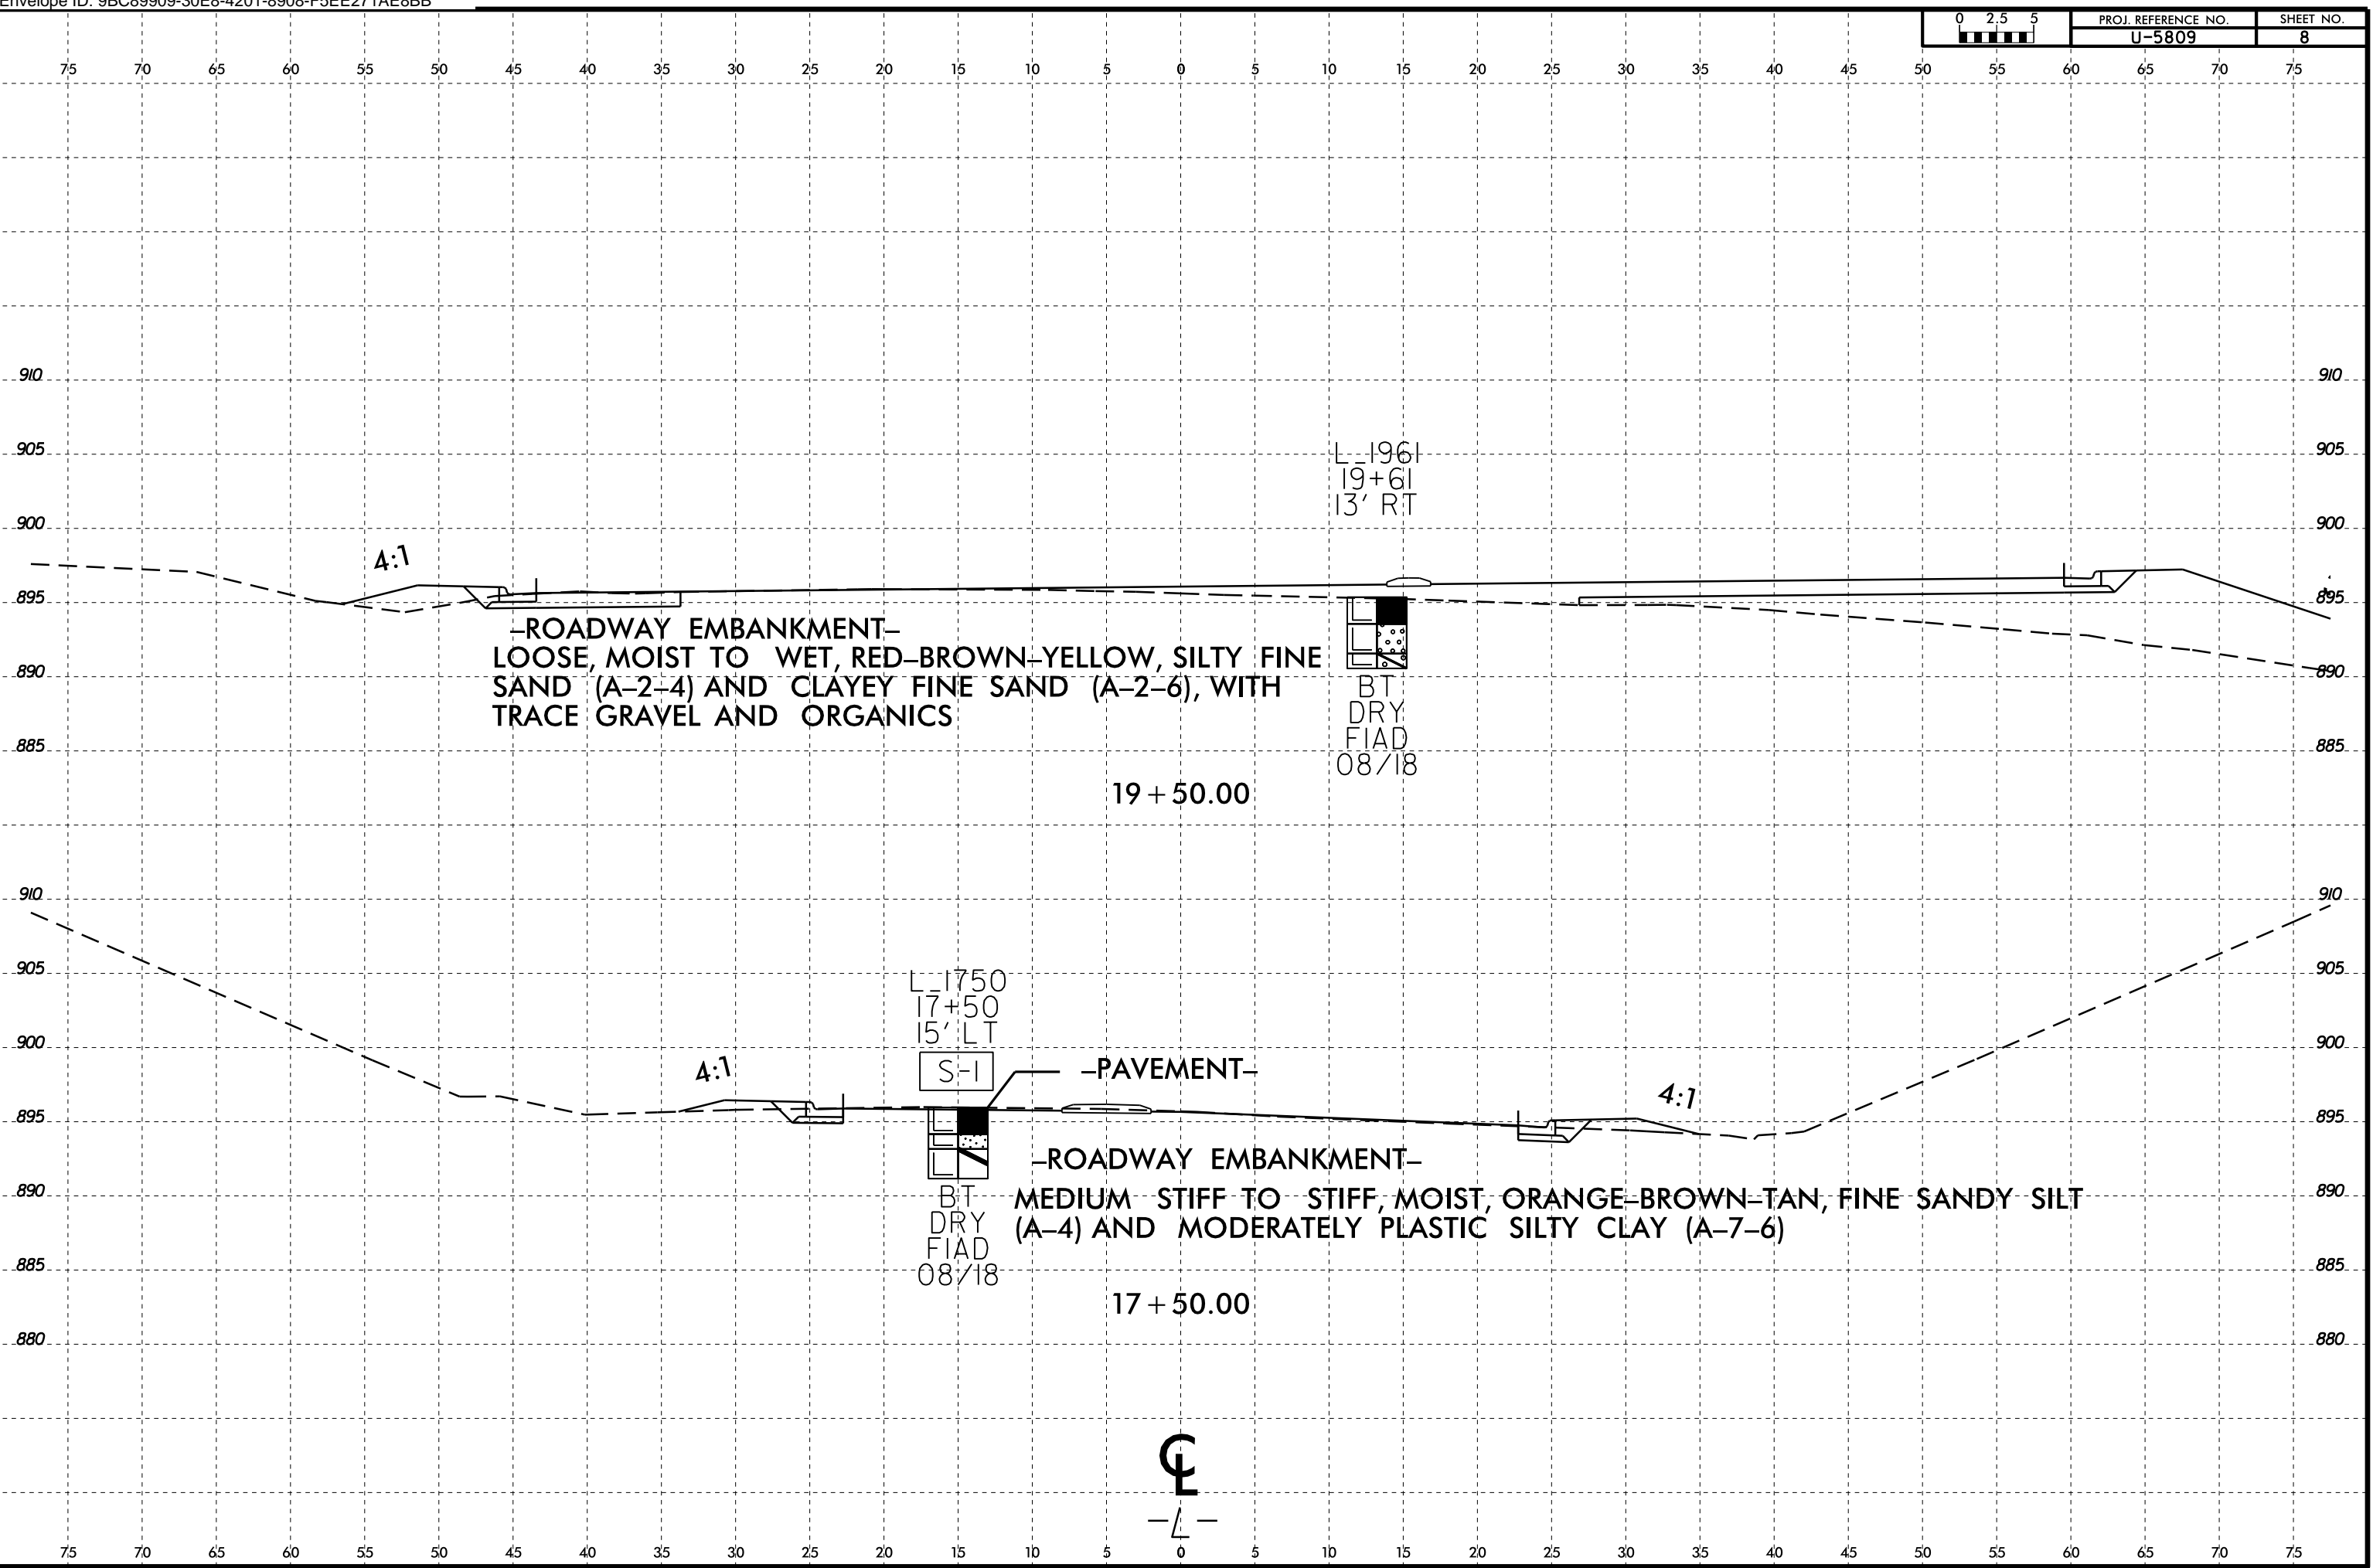 Envelope ID: 9BC89909-30E8-4201-8908-F5EE271AE8BB
0 2.5 5
PROJ. REFERENCE NO.
SHEET NO.
U-5809
8
75 70 65 60 55 50 45 40 35 30 25 20 15 10 5 0 5 10 15 20 25 30 35 40 45 50 55 60 65 70 75
910 910
905 905
L_1961
19+61
13' RT
900 900
4:1
895 895
-ROADWAY EMBANKMENT-
LOOSE, MOIST TO WET, RED-BROWN-YELLOW, SILTY FINE
SAND (A-2-4) AND CLAYEY FINE SAND (A-2-6), WITH
TRACE GRAVEL AND ORGANICS
890 890
BT
DRY
FIAD
08/18
885 885
19+50.00
910 910
905 905
L_1750
17+50
15' LT
S-1
900 900
4:1
-PAVEMENT-
4:1
895 895
-ROADWAY EMBANKMENT-
MEDIUM STIFF TO STIFF, MOIST, ORANGE-BROWN-TAN, FINE SANDY SILT
(A-4) AND MODERATELY PLASTIC SILTY CLAY (A-7-6)
890 890
BT
DRY
FIAD
08/18
885 885
17+50.00
880 880
℄
-L-
75 70 65 60 55 50 45 40 35 30 25 20 15 10 5 0 5 10 15 20 25 30 35 40 45 50 55 60 65 70 75